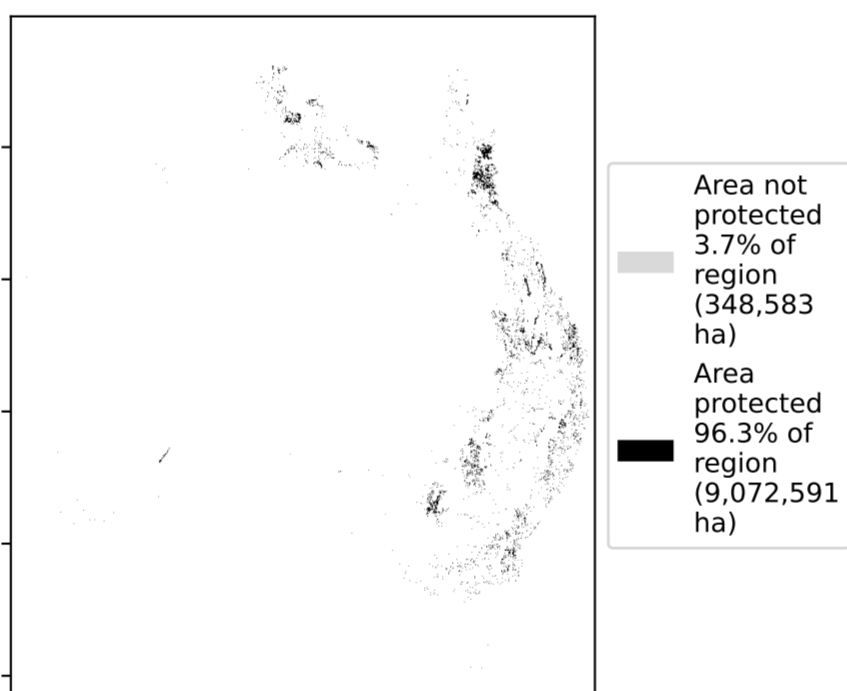 Area not
protected
3.7% of
region
(348,583
ha)
Area
protected
96.3% of
region
(9,072,591
ha)